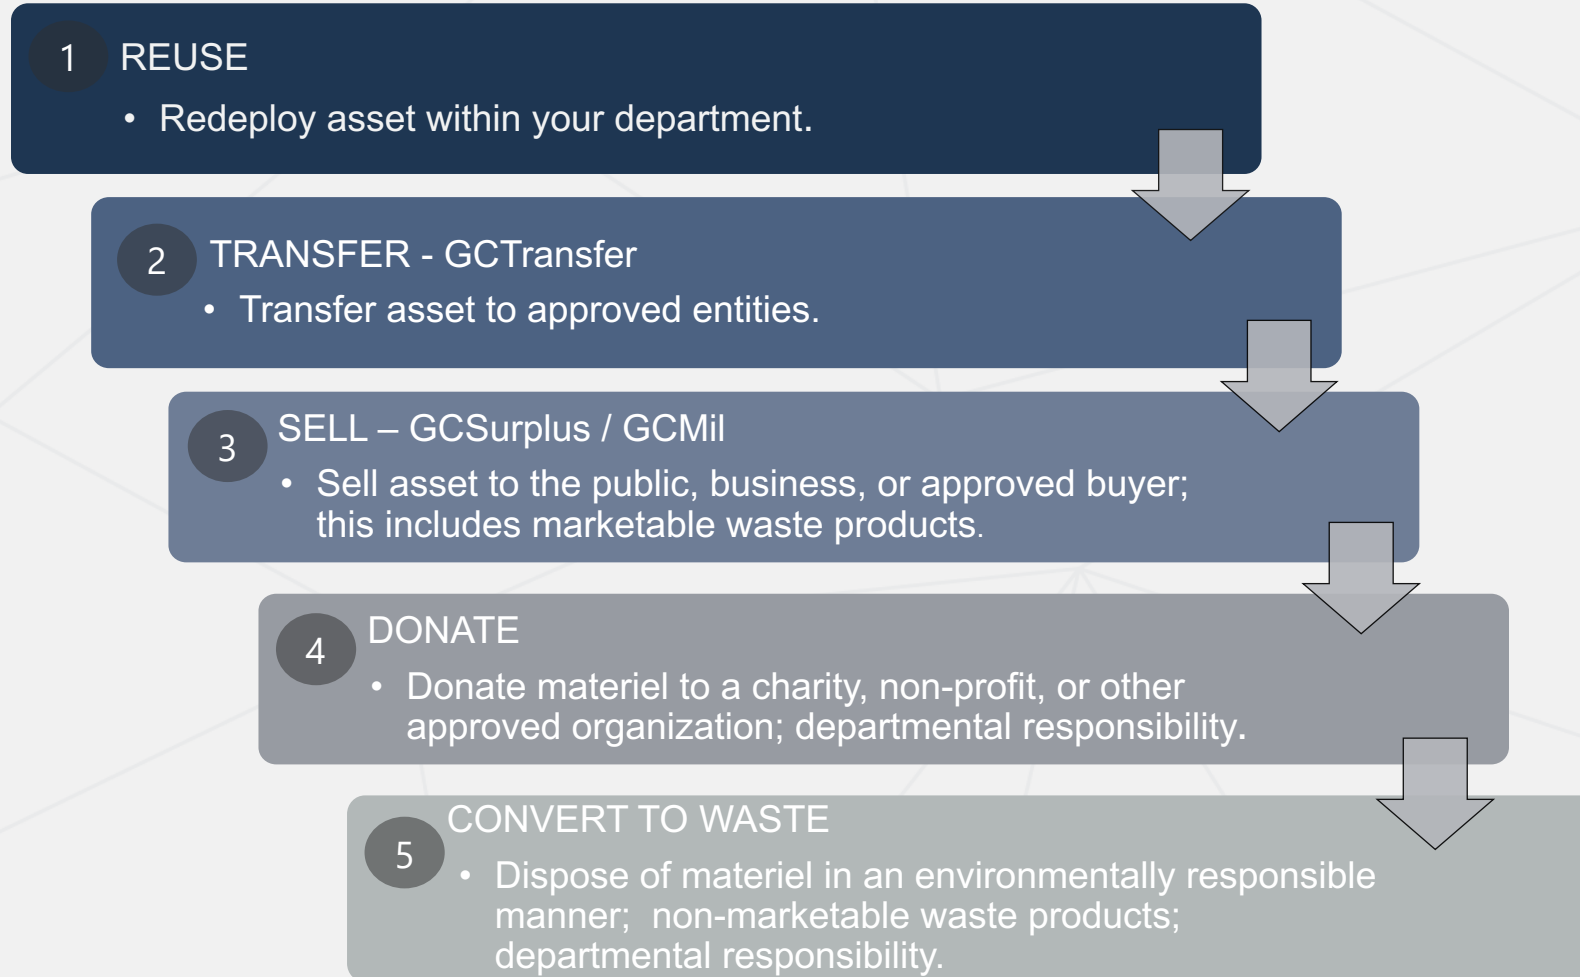 1
REUSE
• Redeploy asset within your department.
2
TRANSFER - GCTransfer
• Transfer asset to approved entities.
3
SELL – GCSurplus / GCMil
• Sell asset to the public, business, or approved buyer;
this includes marketable waste products.
4
DONATE
• Donate materiel to a charity, non-profit, or other
approved organization; departmental responsibility.
5
CONVERT TO WASTE
• Dispose of materiel in an environmentally responsible
manner;  non-marketable waste products;
departmental responsibility.